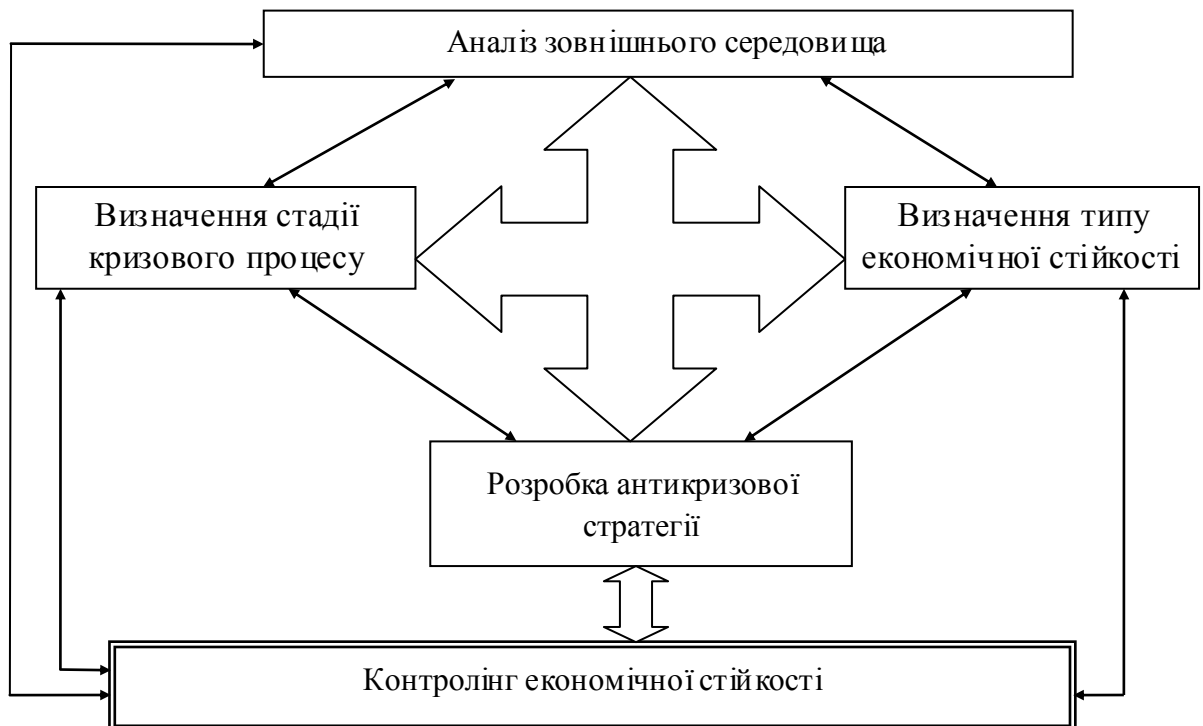 Аналіз зовнішнього середовища
Визначення стадії
кризового процесу
Визначення типу
економічної стійкості
Розробка антикризової
стратегії
Контролінг економічної стійкості